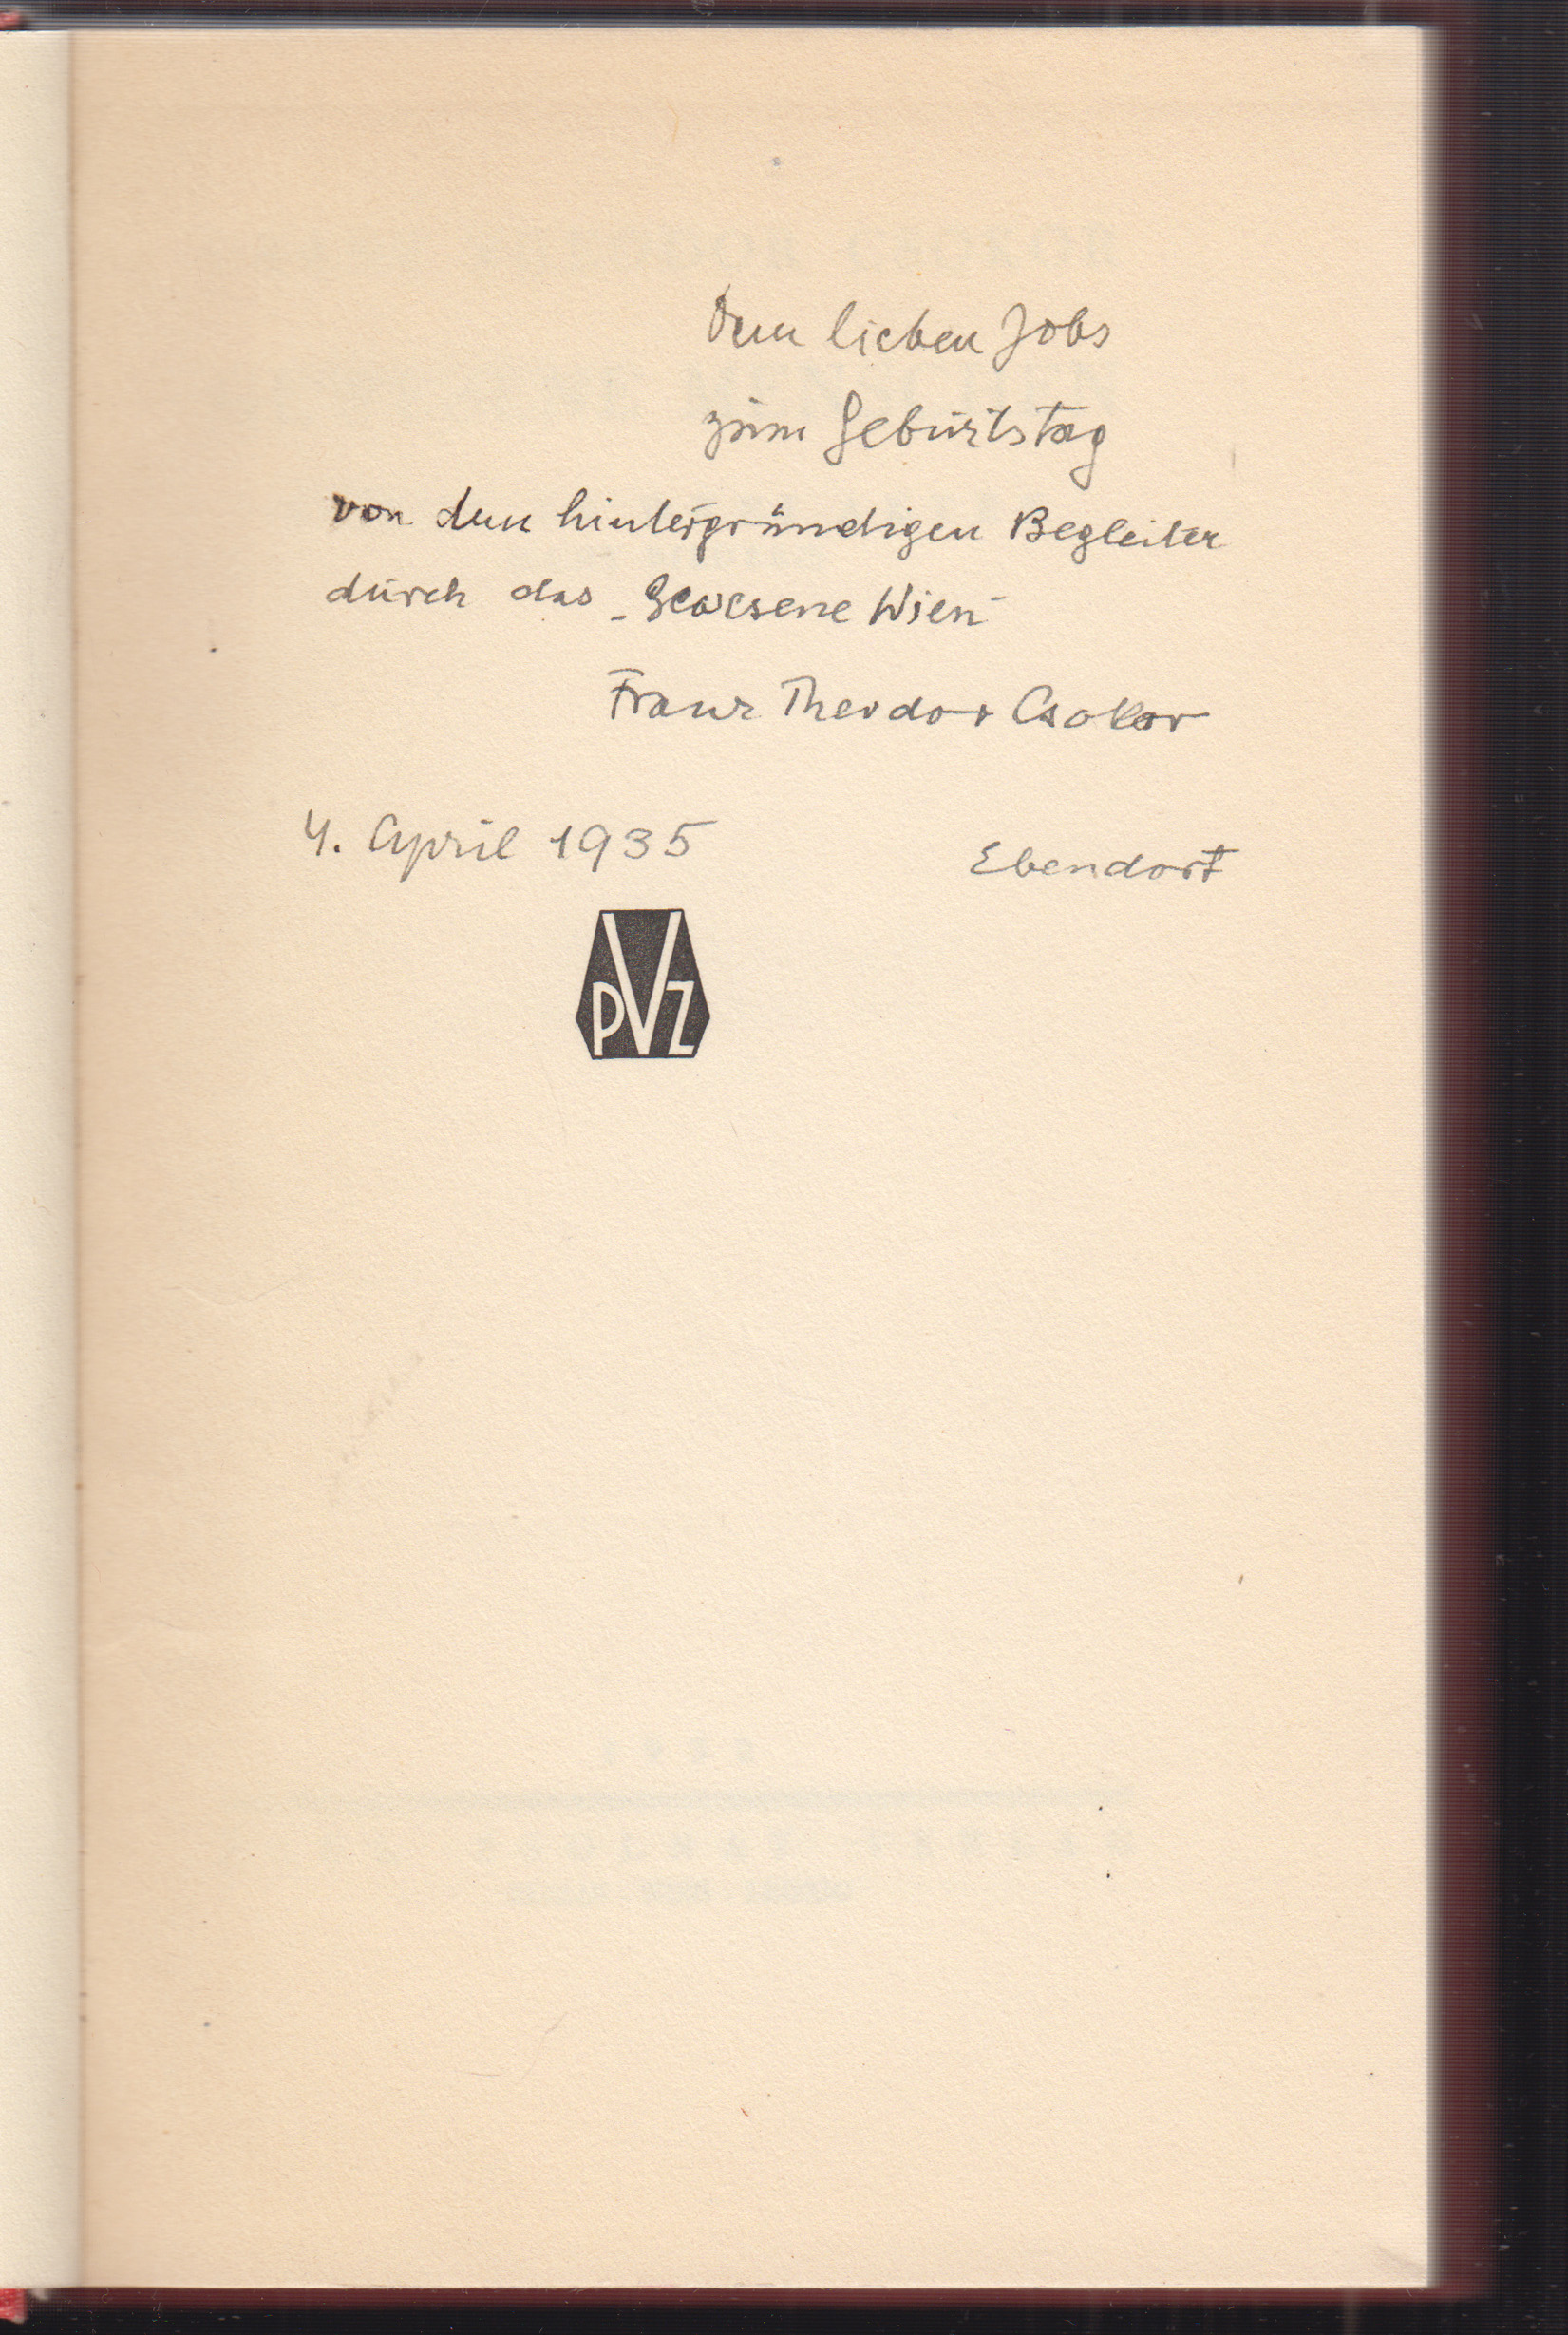 Dem lieben Jobs
zum Geburtstag
von dem hintergründigen Begleiter
durch das „Gewesene Wien"
Franz Theodor Csokor
4. April 1935 Ebendort
PVZ